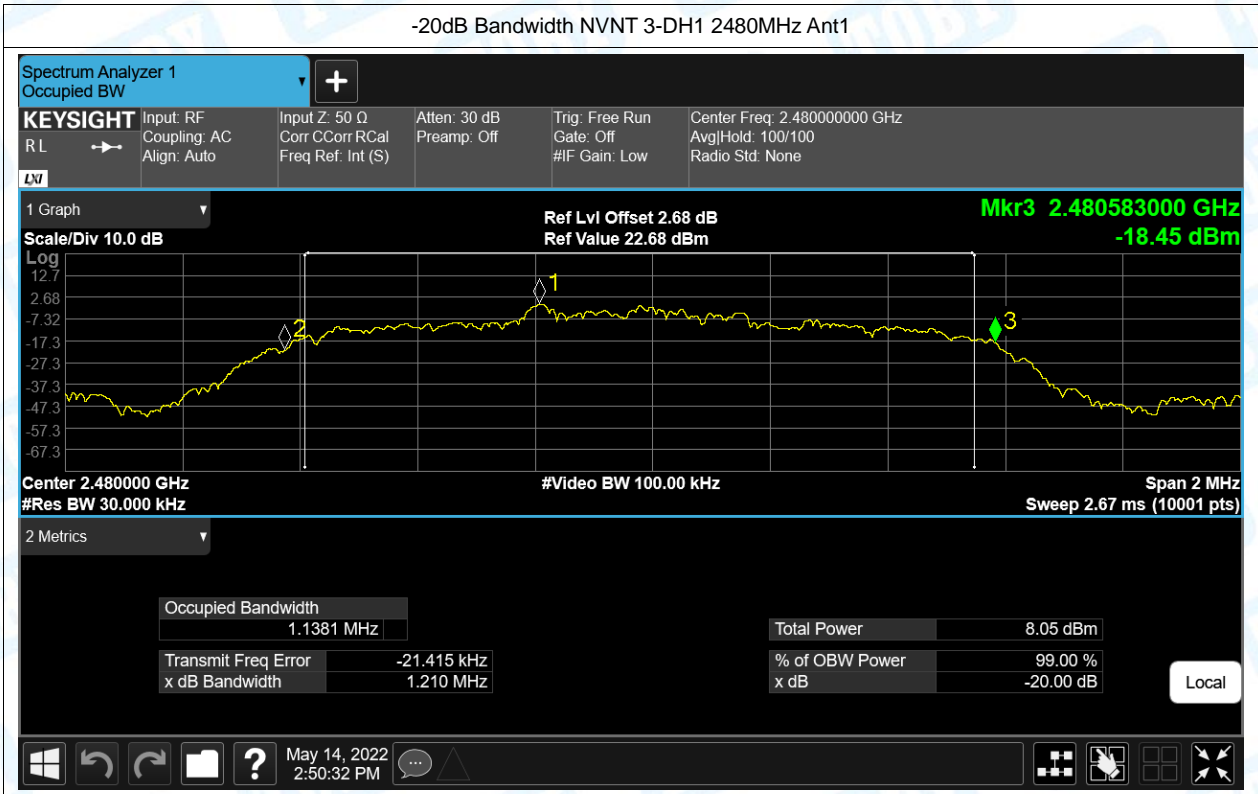 -20dB Bandwidth NVNT 3-DH1 2480MHz Ant1
Spectrum Analyzer 1
Occupied BW
KEYSIGHT
RL
LXI
Input: RF
Coupling: AC
Align: Auto
Input Z: 50 Ω
Corr CCorr RCal
Freq Ref: Int (S)
Atten: 30 dB
Preamp: Off
Trig: Free Run
Gate: Off
#IF Gain: Low
Center Freq: 2.480000000 GHz
Avg|Hold: 100/100
Radio Std: None
1 Graph
Scale/Div 10.0 dB
Ref Lvl Offset 2.68 dB
Ref Value 22.68 dBm
Mkr3 2.480583000 GHz
-18.45 dBm
Log
12.7
2.68
-7.32
-17.3
-27.3
-37.3
-47.3
-57.3
-67.3
1
2
3
Center 2.480000 GHz
#Video BW 100.00 kHz
Span 2 MHz
#Res BW 30.000 kHz
Sweep 2.67 ms (10001 pts)
2 Metrics
Occupied Bandwidth
1.1381 MHz
Transmit Freq Error -21.415 kHz
x dB Bandwidth 1.210 MHz
Total Power 8.05 dBm
% of OBW Power 99.00 %
x dB -20.00 dB
Local
May 14, 2022
2:50:32 PM